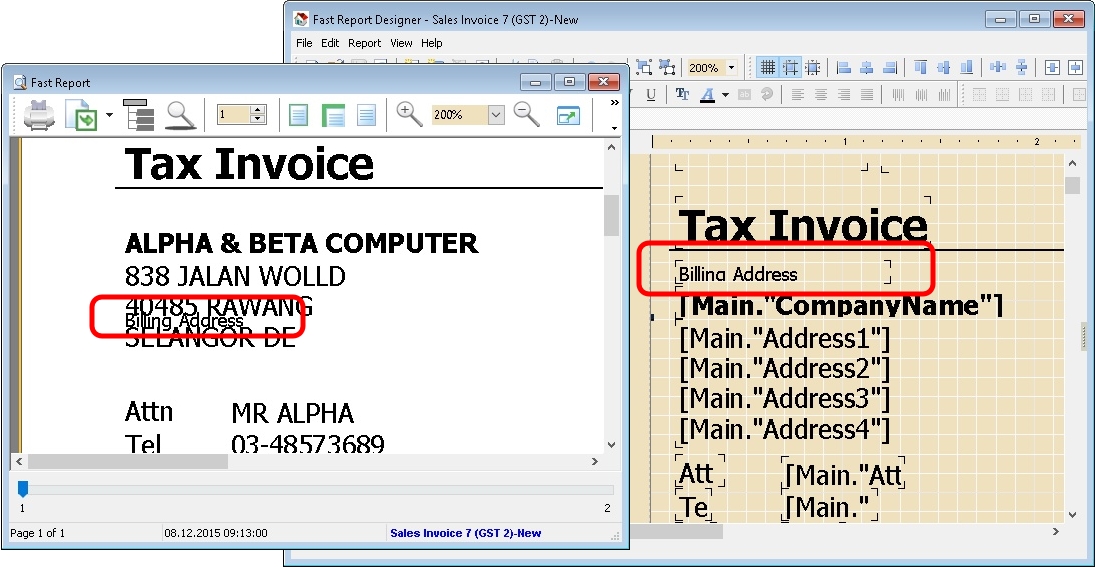 Fast Report Designer - Sales Invoice 7 (GST 2)-New
File Edit Report View Help
200%
U Tt A
1 2
Tax Invoice
Billing Address
[Main."CompanyName"]
[Main."Address1"]
[Main."Address2"]
[Main."Address3"]
[Main."Address4"]
Att [Main."Att
Te [Main."
Fast Report
1 200% »
Tax Invoice
ALPHA & BETA COMPUTER
838 JALAN WOLLD
40485 RAWANG
Billing Address
SELANGOR DE
Attn MR ALPHA
Tel 03-48573689
1 2
Page 1 of 1 08.12.2015 09:13:00 Sales Invoice 7 (GST 2)-New